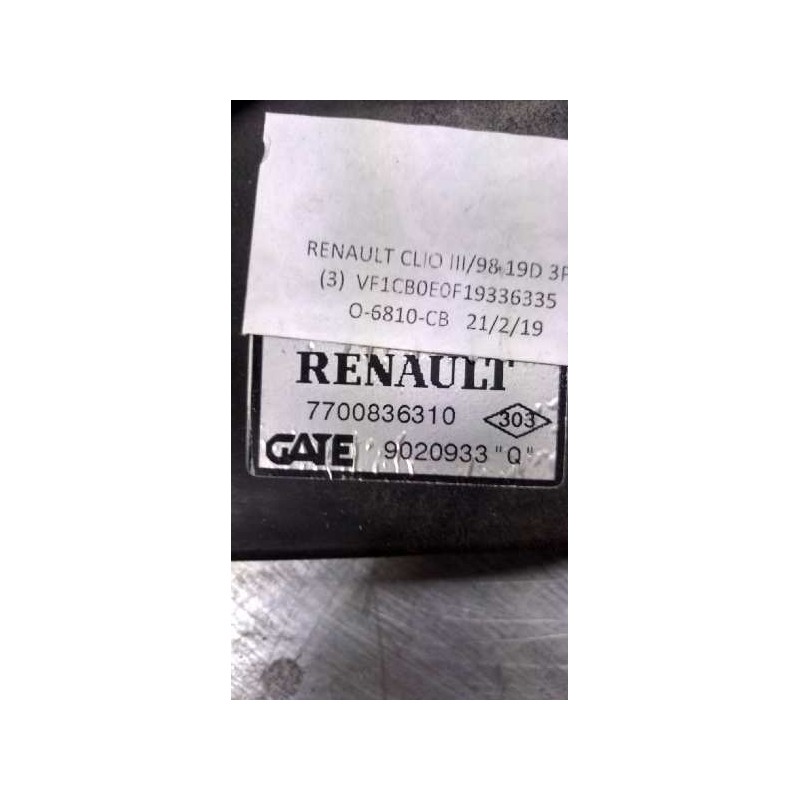 RENAULT CLIO III/98 19D 3P
(3) VF1CB0E0F19336335
O-6810-CB 21/2/19
RENAULT
7700836310 303
GATE 9020933 "Q"